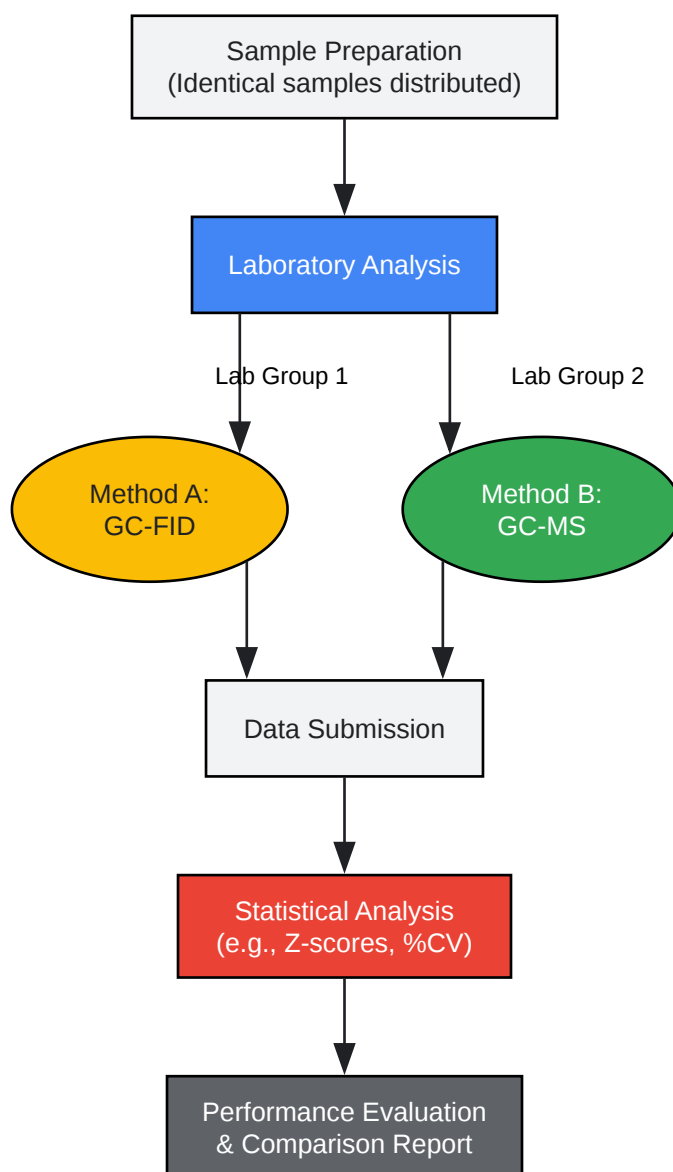 Sample Preparation
(Identical samples distributed)
Laboratory Analysis
Lab Group 1
Lab Group 2
Method A:
GC-FID
Method B:
GC-MS
Data Submission
Statistical Analysis
(e.g., Z-scores, %CV)
Performance Evaluation
& Comparison Report